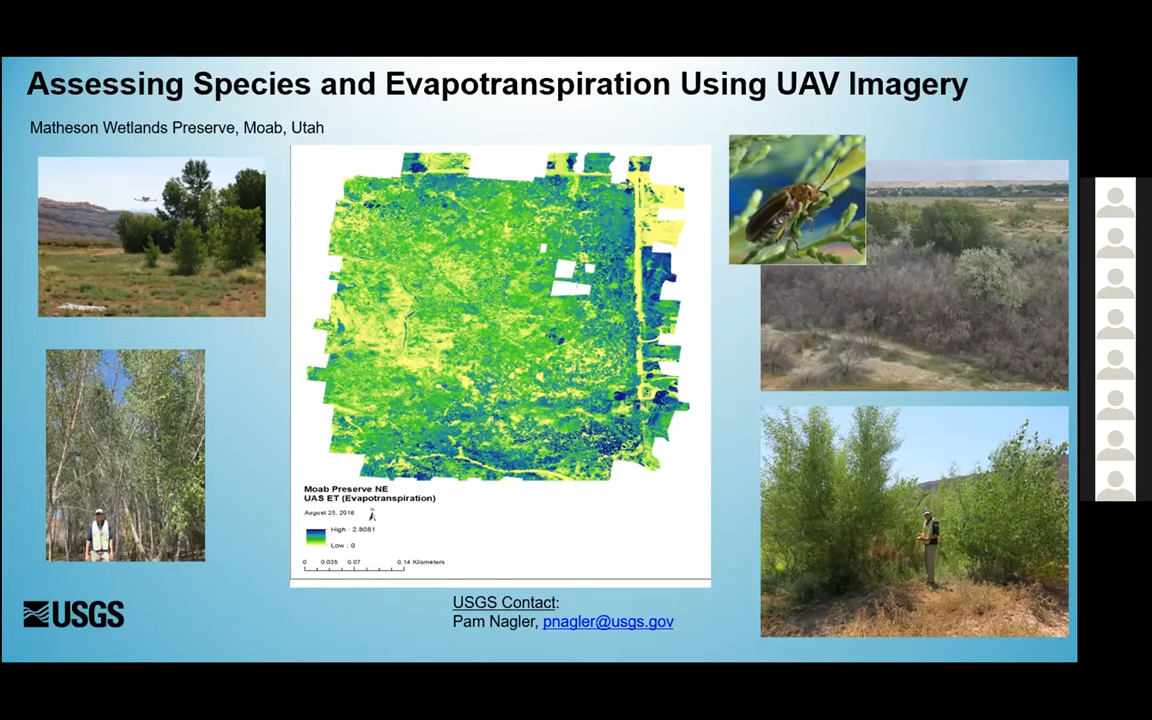 Assessing Species and Evapotranspiration Using UAV Imagery
Matheson Wetlands Preserve, Moab, Utah
Moab Preserve NE
UAS ET (Evapotranspiration)
August 25, 2016
N
High : 2.8081
Low : 0
0 0.035 0.07 0.14 Kilometers
USGS
USGS Contact:
Pam Nagler, pnagler@usgs.gov